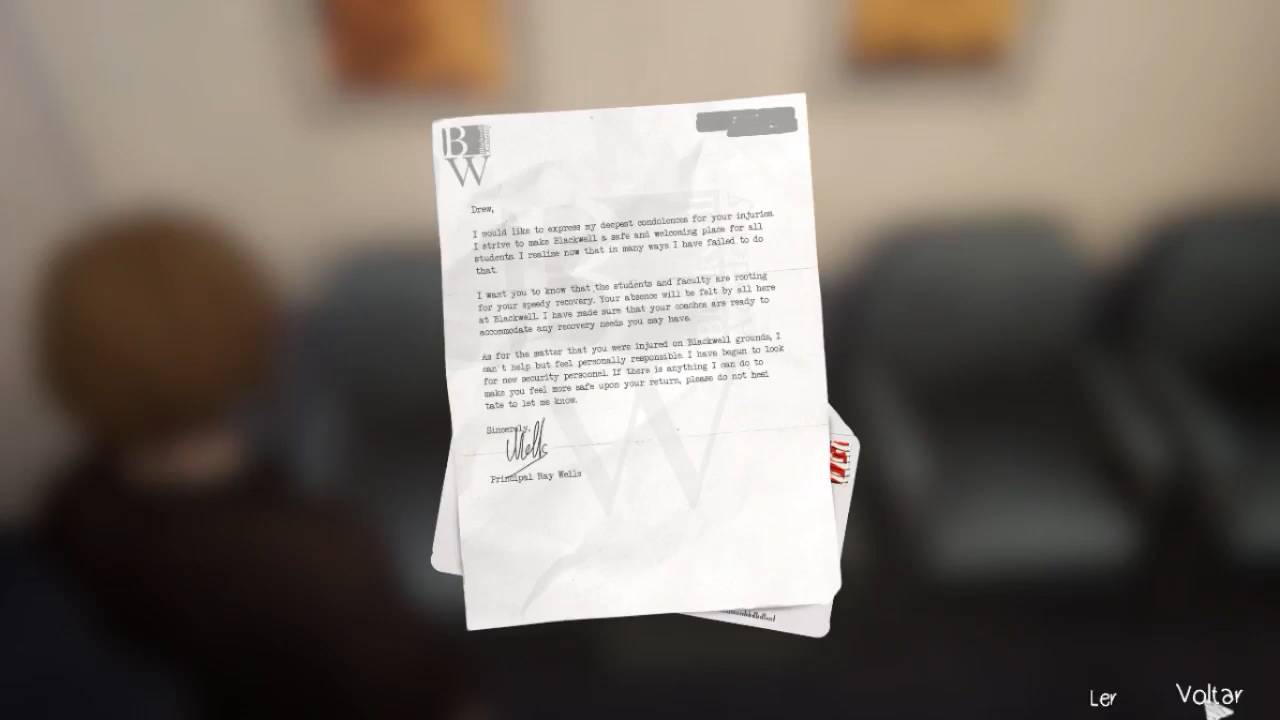 BW
Drew,
I would like to express my deepest condolences for your injuries.
I strive to make Blackwell a safe and welcoming place for all
students. I realize now that in many ways I have failed to do
that.
I want you to know that the students and faculty are rooting
for your speedy recovery. Your absence will be felt by all here
at Blackwell. I have made sure that your coaches are ready to
accommodate any recovery needs you may have.
As for the matter that you were injured on Blackwell grounds, I
can't help but feel personally responsible. I have begun to look
for new security personnel. If there is anything I can do to
make you feel more safe upon your return, please do not hesi
tate to let me know.
Sincerely,
Wells
Principal Ray Wells
Ler
Voltar